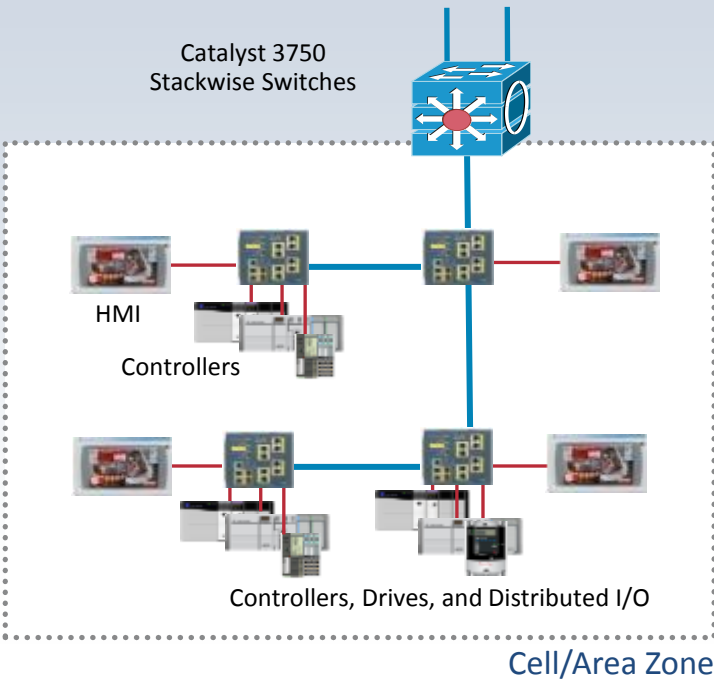 Catalyst 3750
Stackwise Switches
HMI
Controllers
Controllers, Drives, and Distributed I/O
Cell/Area Zone